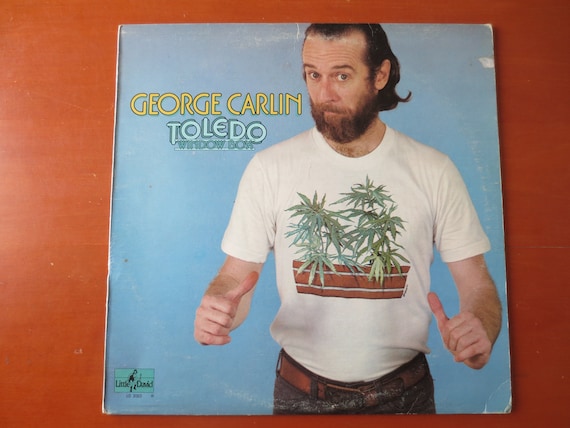 GEORGE CARLIN
TOLEDO
WINDOW BOX
Little David